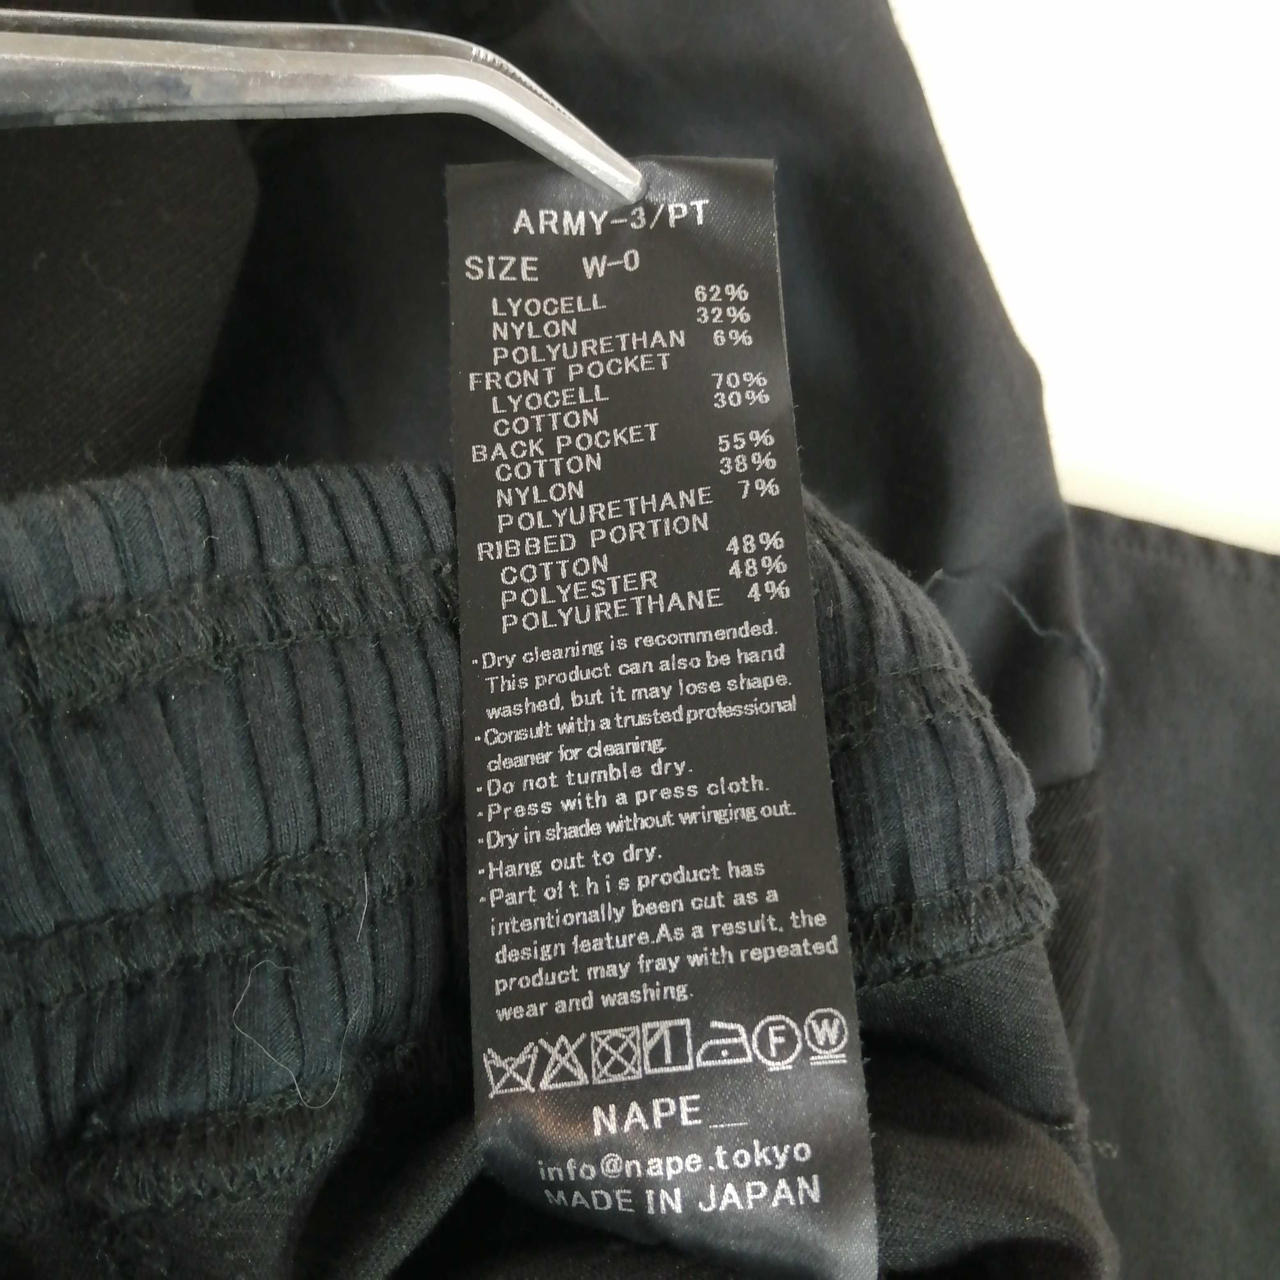 ARMY-3/PT
SIZE W-0
LYOCELL 62%
NYLON 32%
POLYURETHAN 6%
FRONT POCKET
LYOCELL 70%
COTTON 30%
BACK POCKET
COTTON 55%
NYLON 38%
POLYURETHANE 7%
RIBBED PORTION
COTTON 48%
POLYESTER 48%
POLYURETHANE 4%
・Dry cleaning is recommended.
This product can also be hand
washed, but it may lose shape.
・Consult with a trusted professional
cleaner for cleaning.
・Do not tumble dry.
・Press with a press cloth.
・Dry in shade without wringing out.
・Hang out to dry.
・Part of this product has
intentionally been cut as a
design feature.As a result, the
product may fray with repeated
wear and washing.
F W
NAPE_
info@nape.tokyo
MADE IN JAPAN